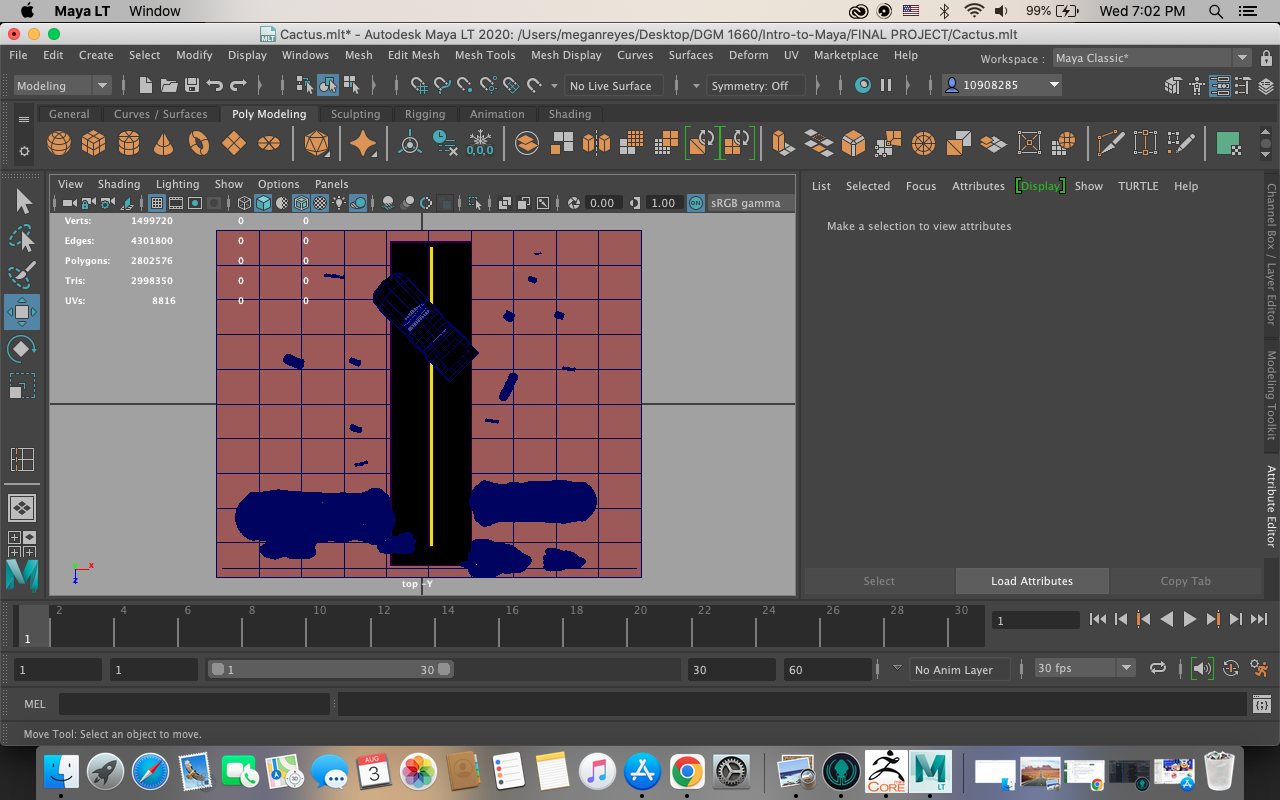 Maya LT Window 99% Wed 7:02 PM
Cactus.mlt* - Autodesk Maya LT 2020: /Users/meganreyes/Desktop/DGM 1660/Intro-to-Maya/FINAL PROJECT/Cactus.mlt
File Edit Create Select Modify Display Windows Mesh Edit Mesh Mesh Tools Mesh Display Curves Surfaces Deform UV Marketplace Help Workspace : Maya Classic*
Modeling No Live Surface Symmetry: Off 10908285
General Curves / Surfaces Poly Modeling Sculpting Rigging Animation Shading
0,0,0
View Shading Lighting Show Options Panels
0.00 1.00 ON sRGB gamma
List Selected Focus Attributes Display Show TURTLE Help
Make a selection to view attributes
Verts: 1499720 0 0
Edges: 4301800 0 0
Polygons: 2802576 0 0
Tris: 2998350 0 0
UVs: 8816 0 0
Channel Box / Layer Editor
Modeling Toolkit
Attribute Editor
x
z
top -Y
Select Load Attributes Copy Tab
2 4 6 8 10 12 14 16 18 20 22 24 26 28 30
1 1
1 1 1 30 30 60 No Anim Layer 30 fps
MEL
Move Tool: Select an object to move.
AUG
3
CORE
LT